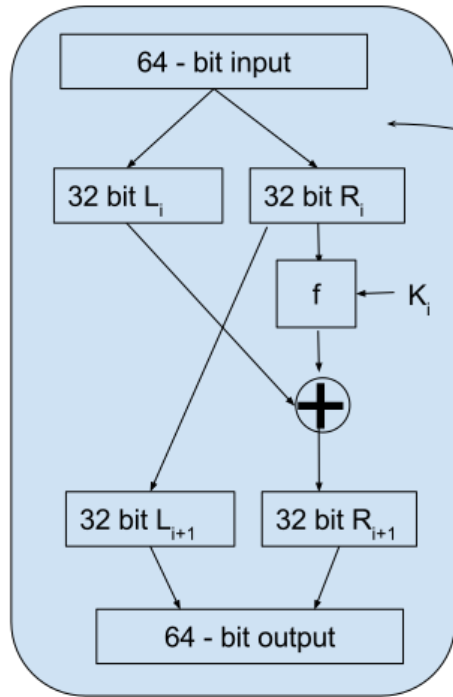 64 - bit input
32 bit Lᵢ
32 bit Rᵢ
f
Kᵢ
32 bit Lᵢ₊₁
32 bit Rᵢ₊₁
64 - bit output